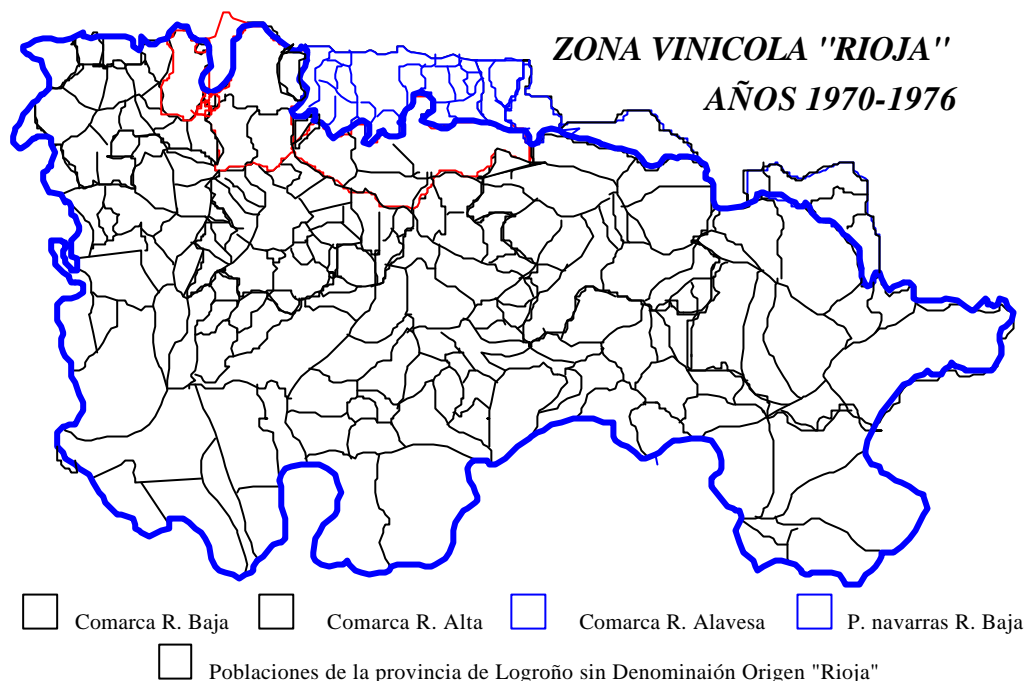 ZONA VINICOLA "RIOJA"
AÑOS 1970-1976
Comarca R. Baja
Comarca R. Alta
Comarca R. Alavesa
P. navarras R. Baja
Poblaciones de la provincia de Logroño sin Denominaión Origen "Rioja"